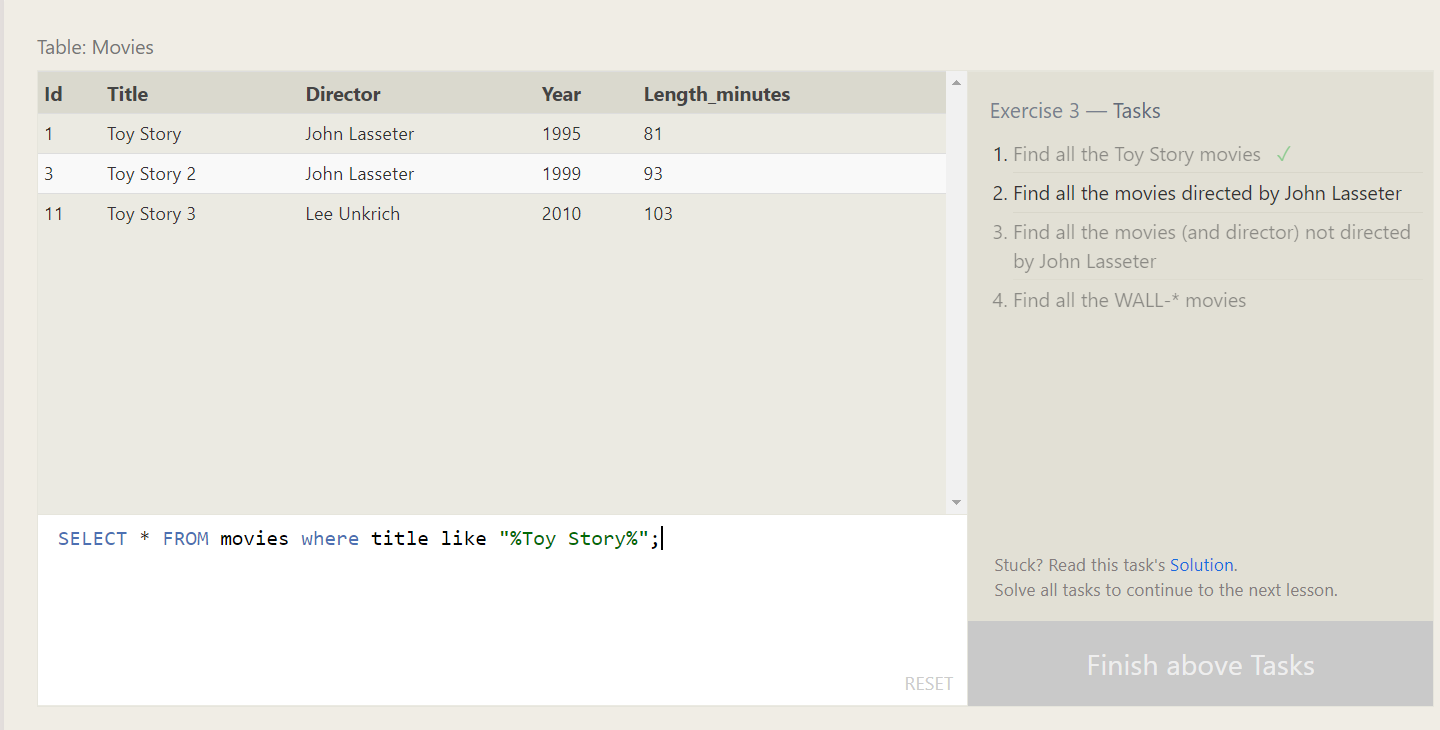 Table: Movies
Id Title Director Year Length_minutes
1 Toy Story John Lasseter 1995 81
3 Toy Story 2 John Lasseter 1999 93
11 Toy Story 3 Lee Unkrich 2010 103
SELECT * FROM movies where title like "%Toy Story%";
RESET
Exercise 3 — Tasks
1. Find all the Toy Story movies ✓
2. Find all the movies directed by John Lasseter
3. Find all the movies (and director) not directed
by John Lasseter
4. Find all the WALL-* movies
Stuck? Read this task's Solution.
Solve all tasks to continue to the next lesson.
Finish above Tasks